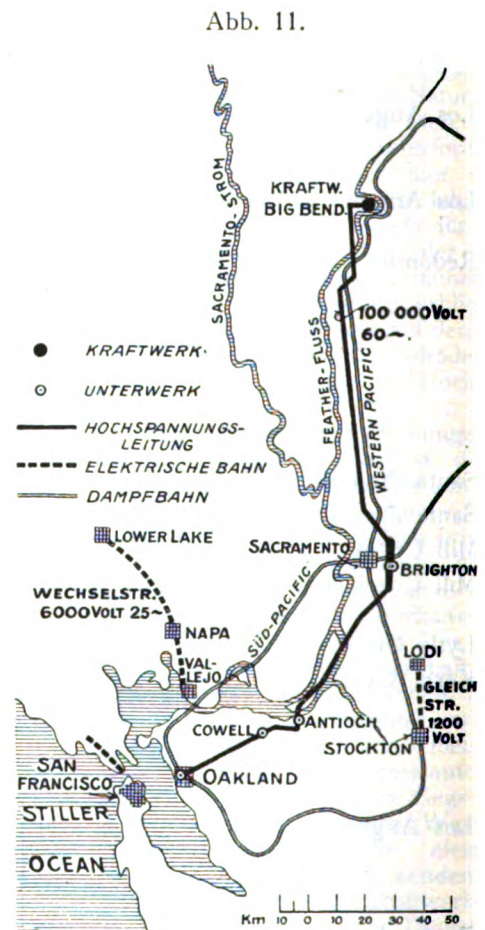 Abb. 11.
SACRAMENTO-STROM
KRAFTW.
BIG BEND.
100 000 VOLT
60~.
FEATHER-FLUSS
WESTERN PACIFIC
KRAFTWERK
UNTERWERK
HOCHSPANNUNGS-
LEITUNG
ELEKTRISCHE BAHN
DAMPFBAHN
LOWER LAKE
SACRAMENTO
BRIGHTON
WECHSELSTR.
6000 VOLT 25~
SÜD-PACIFIC
NAPA
VAL-
LEJO
LODI
GLEICH
STR.
1200
VOLT
COWELL
ANTIOCH
STOCKTON
SAN
FRANCISCO
OAKLAND
STILLER
OCEAN
Km 10 0 10 20 30 40 50